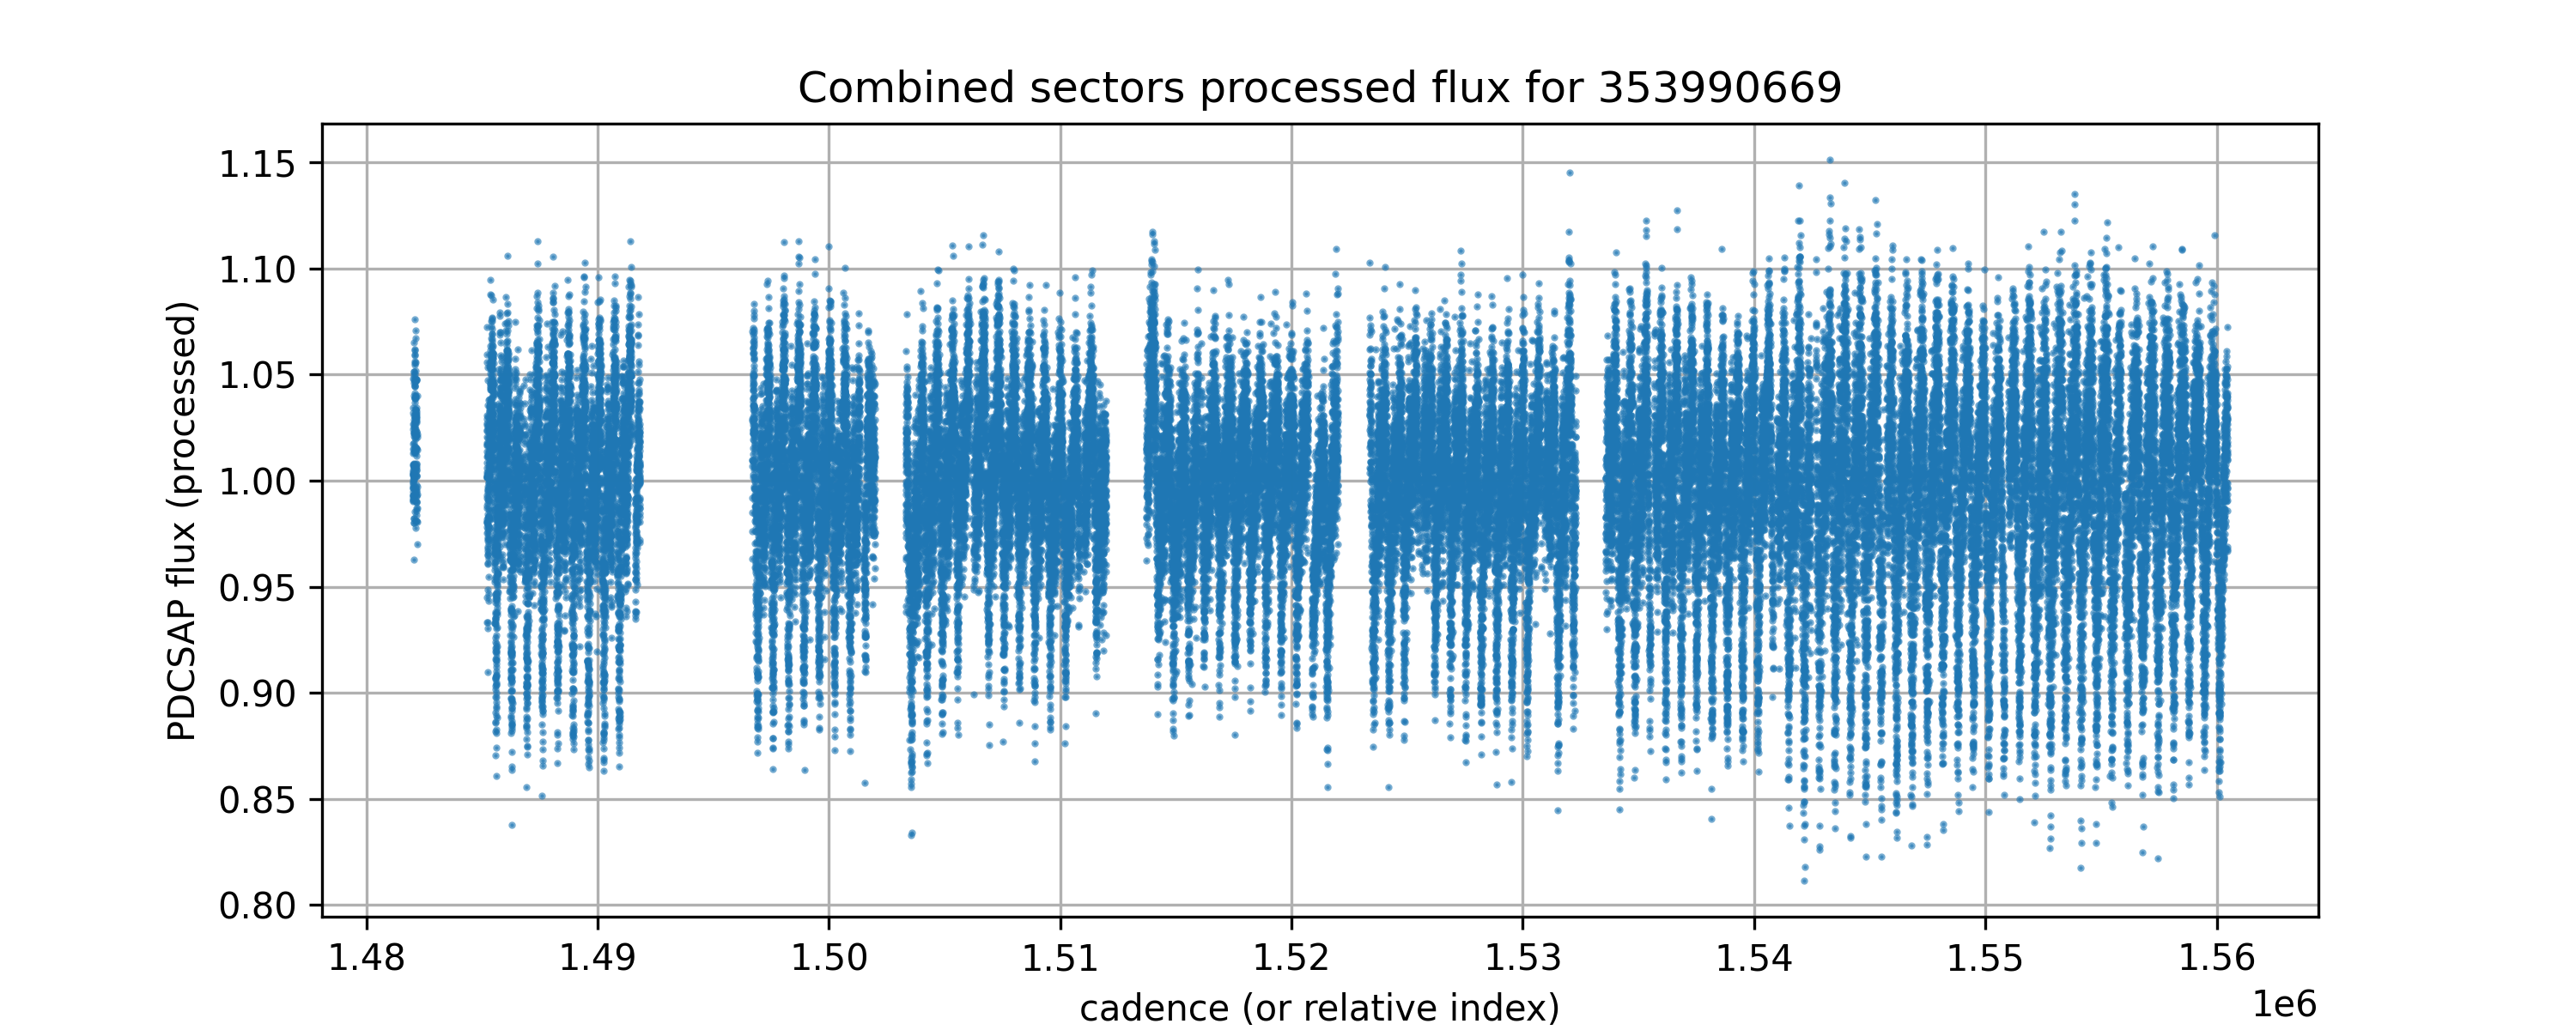 Combined sectors processed flux for 353990669
PDCSAP flux (processed)
1.15
1.10
1.05
1.00
0.95
0.90
0.85
0.80
1.48 1.49 1.50 1.51 1.52 1.53 1.54 1.55 1.56
1e6
cadence (or relative index)